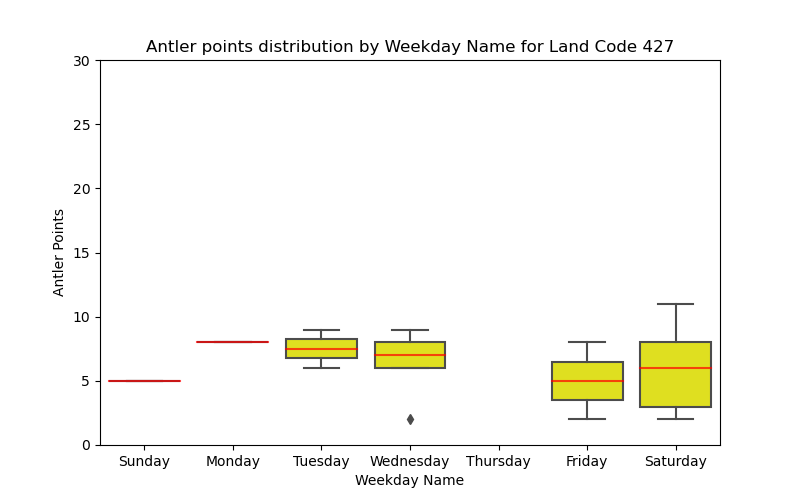 Antler points distribution by Weekday Name for Land Code 427
Antler Points
30
25
20
15
10
5
0
Sunday Monday Tuesday Wednesday Thursday Friday Saturday
Weekday Name